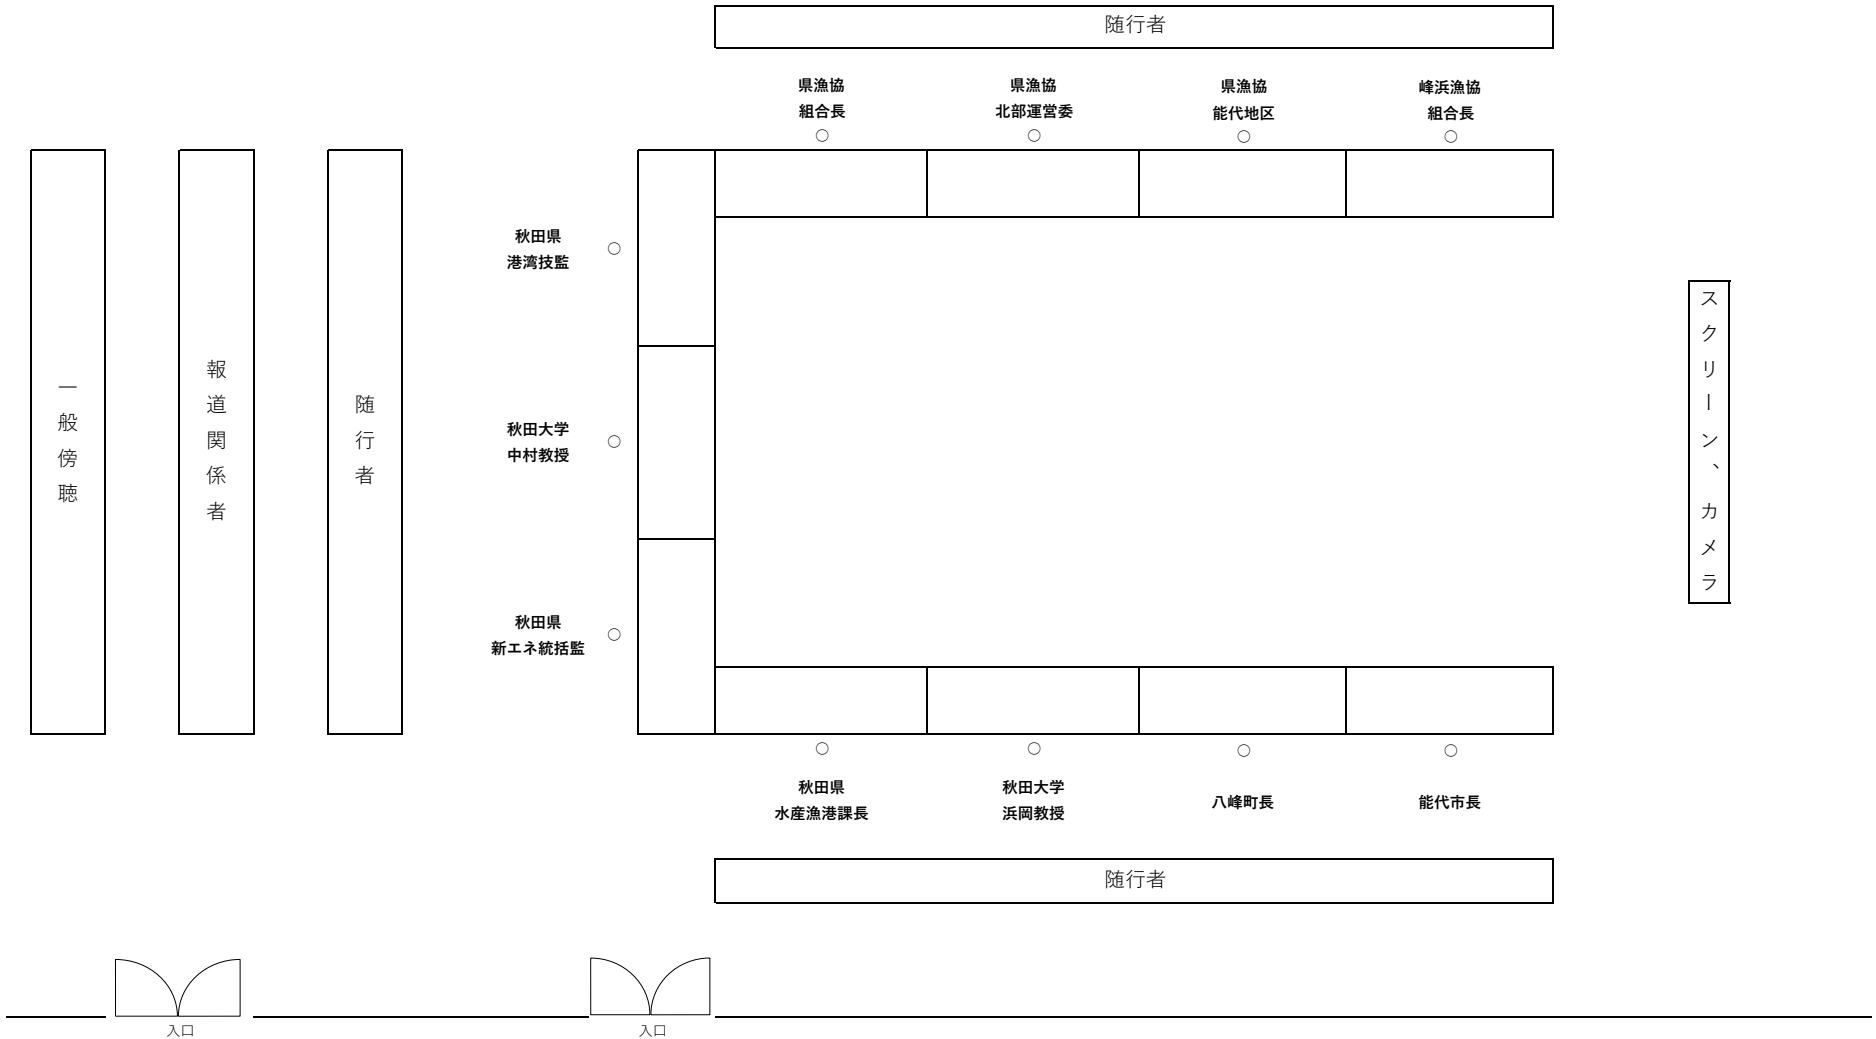 随行者
県漁協
組合長
○
県漁協
北部運営委
○
県漁協
能代地区
○
峰浜漁協
組合長
○
一般傍聴
報道関係者
随行者
秋田県
港湾技監
○
秋田大学
中村教授
○
秋田県
新エネ統括監
○
スクリーン、カメラ
○
秋田県
水産漁港課長
○
秋田大学
浜岡教授
○
八峰町長
○
能代市長
随行者
入口
入口